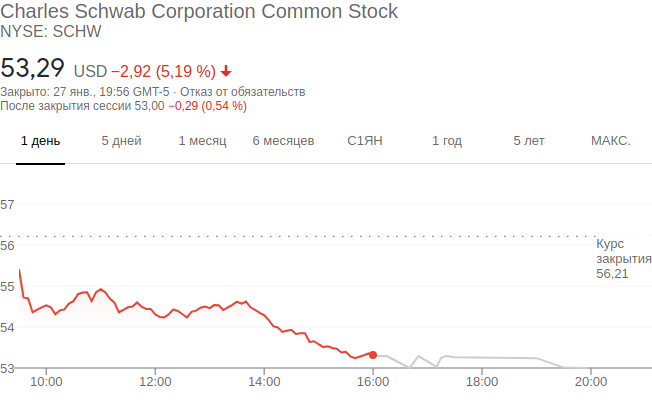 Charles Schwab Corporation Common Stock
NYSE: SCHW
53,29 USD −2,92 (5,19 %)
Закрыто: 27 янв., 19:56 GMT-5 · Отказ от обязательств
После закрытия сессии 53,00 −0,29 (0,54 %)
1 день 5 дней 1 месяц 6 месяцев С1ЯН 1 год 5 лет МАКС.
57
56
55
54
53
Курс
закрытия
56,21
10:00 12:00 14:00 16:00 18:00 20:00